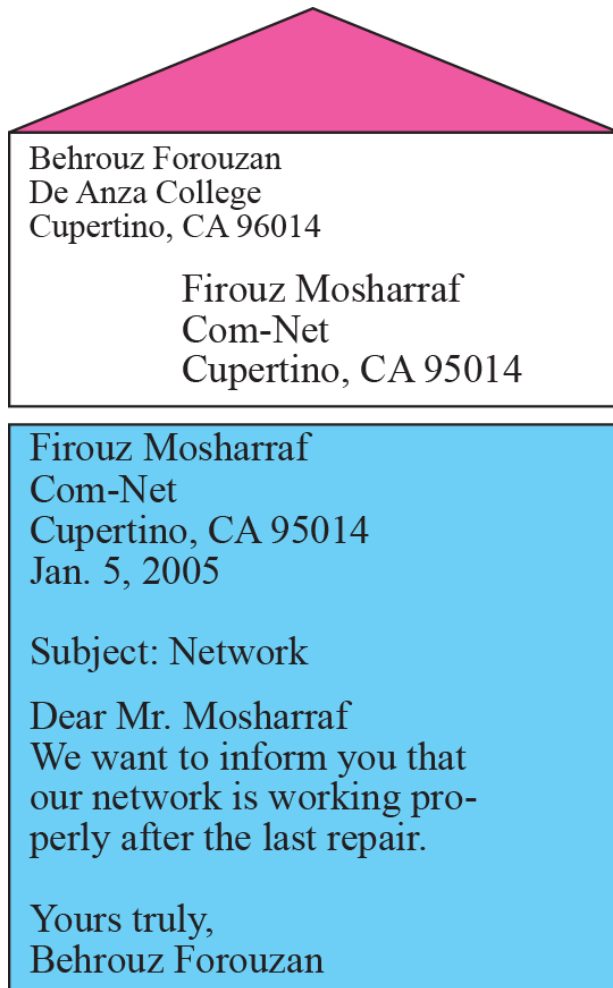 Behrouz Forouzan
De Anza College
Cupertino, CA 96014
Firouz Mosharraf
Com-Net
Cupertino, CA 95014
Firouz Mosharraf
Com-Net
Cupertino, CA 95014
Jan. 5, 2005
Subject: Network
Dear Mr. Mosharraf
We want to inform you that
our network is working pro-
perly after the last repair.
Yours truly,
Behrouz Forouzan